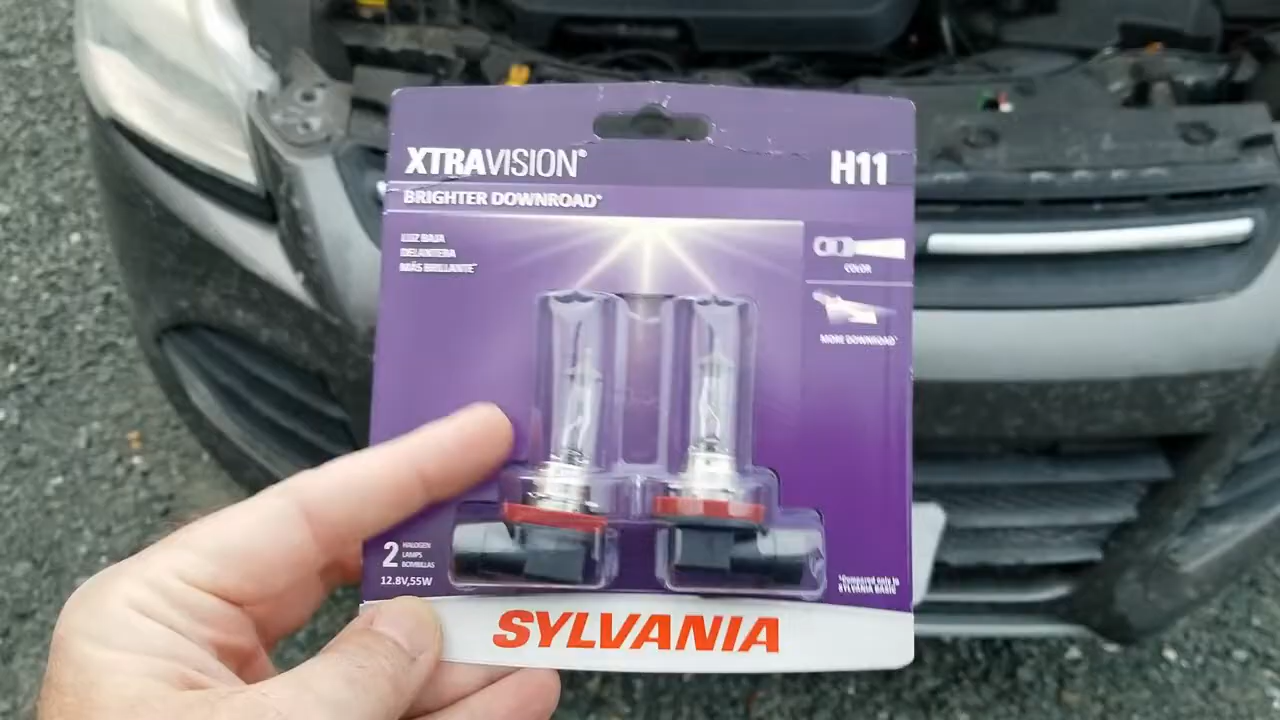 XTRAVISION®
H11
BRIGHTER DOWNROAD*
LUZ BAJA
DELANTERA
MÁS BRILLANTE*
COLOR
MORE DOWNROAD*
2 HALOGEN
LAMPS
BOMBILLAS
12.8V,55W
*Compared only to
SYLVANIA BASIC
SYLVANIA